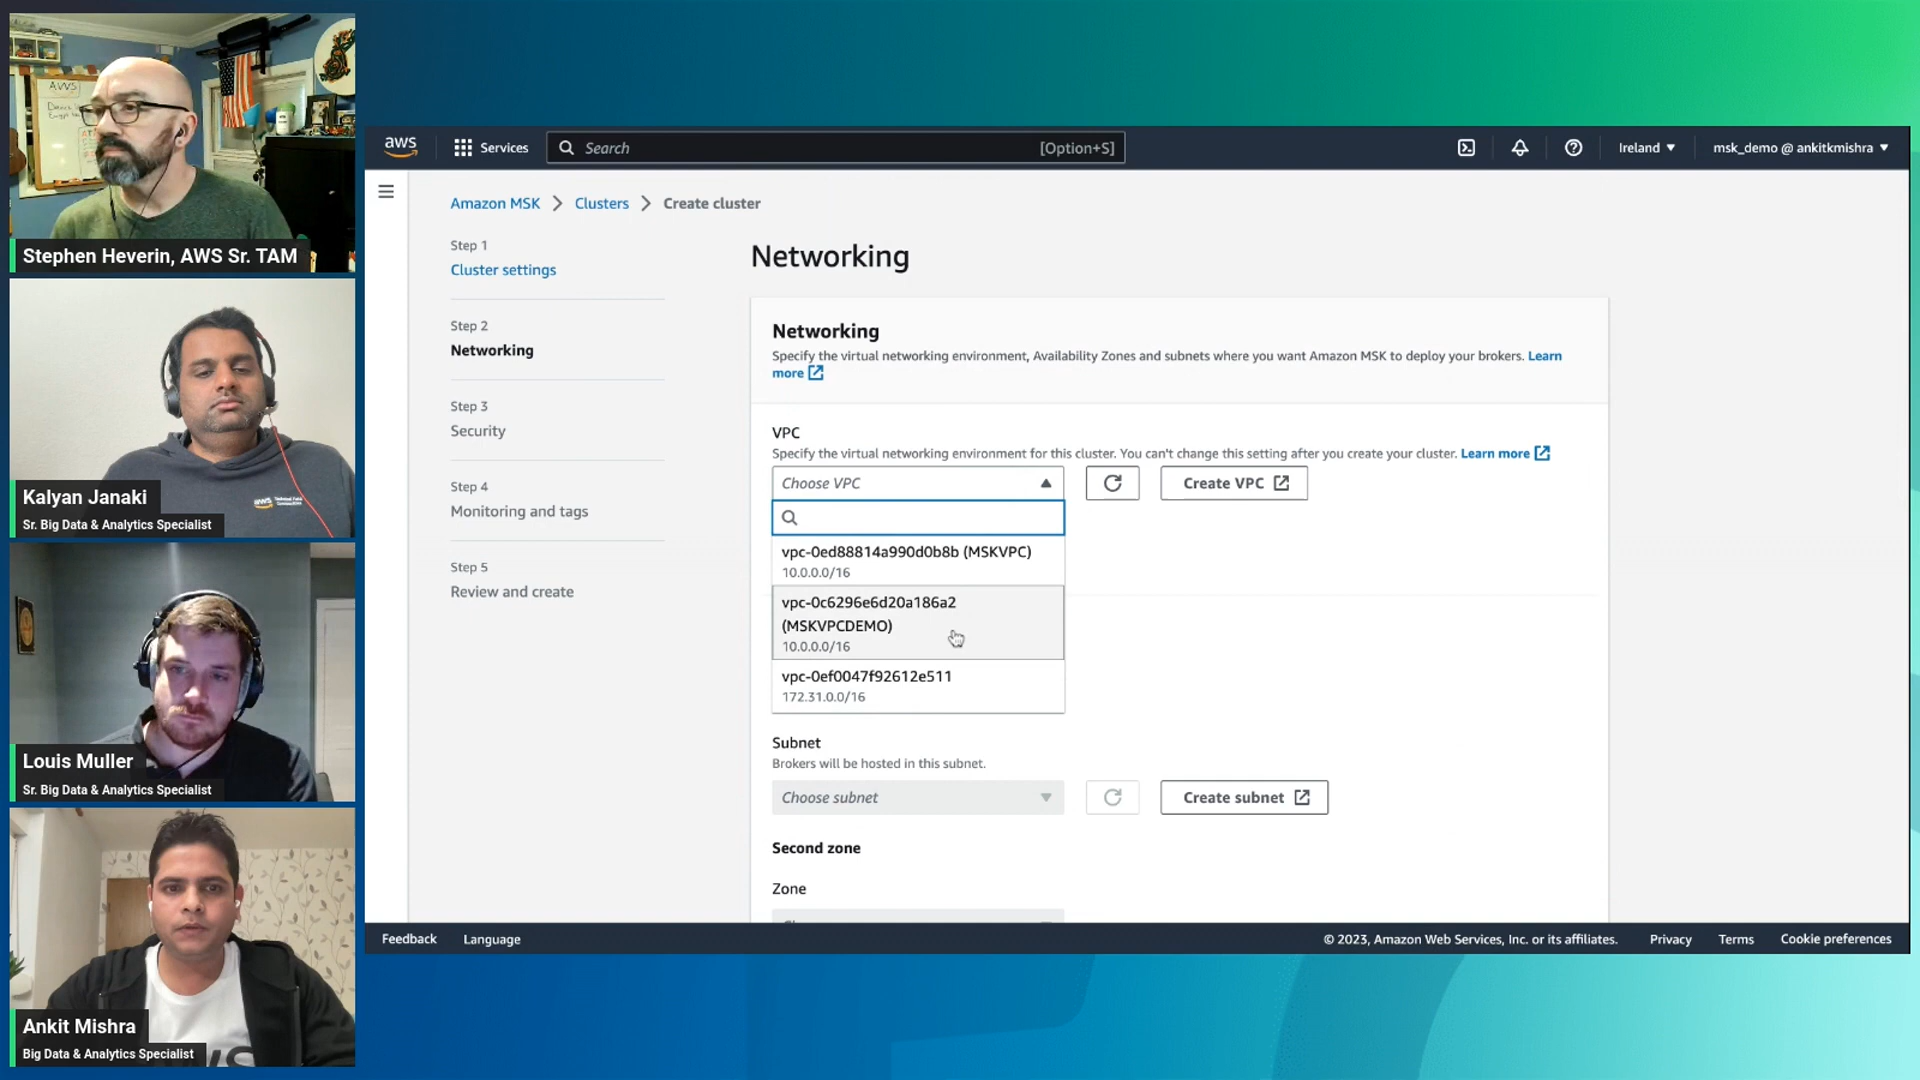 AWS
Stephen Heverin, AWS Sr. TAM
aws
Kalyan Janaki
Sr. Big Data & Analytics Specialist
Louis Muller
Sr. Big Data & Analytics Specialist
Ankit Mishra
Big Data & Analytics Specialist
aws
Services
Search
[Option+S]
Ireland
msk_demo @ ankitkmishra
Amazon MSK
Clusters
Create cluster
Step 1
Cluster settings
Step 2
Networking
Step 3
Security
Step 4
Monitoring and tags
Step 5
Review and create
Networking
Networking
Specify the virtual networking environment, Availability Zones and subnets where you want Amazon MSK to deploy your brokers. Learn
more
VPC
Specify the virtual networking environment for this cluster. You can't change this setting after you create your cluster. Learn more
Choose VPC
Create VPC
vpc-0ed88814a990d0b8b (MSKVPC)
10.0.0.0/16
vpc-0c6296e6d20a186a2
(MSKVPCDEMO)
10.0.0.0/16
vpc-0ef0047f92612e511
172.31.0.0/16
Subnet
Brokers will be hosted in this subnet.
Choose subnet
Create subnet
Second zone
Zone
Feedback
Language
© 2023, Amazon Web Services, Inc. or its affiliates.
Privacy
Terms
Cookie preferences